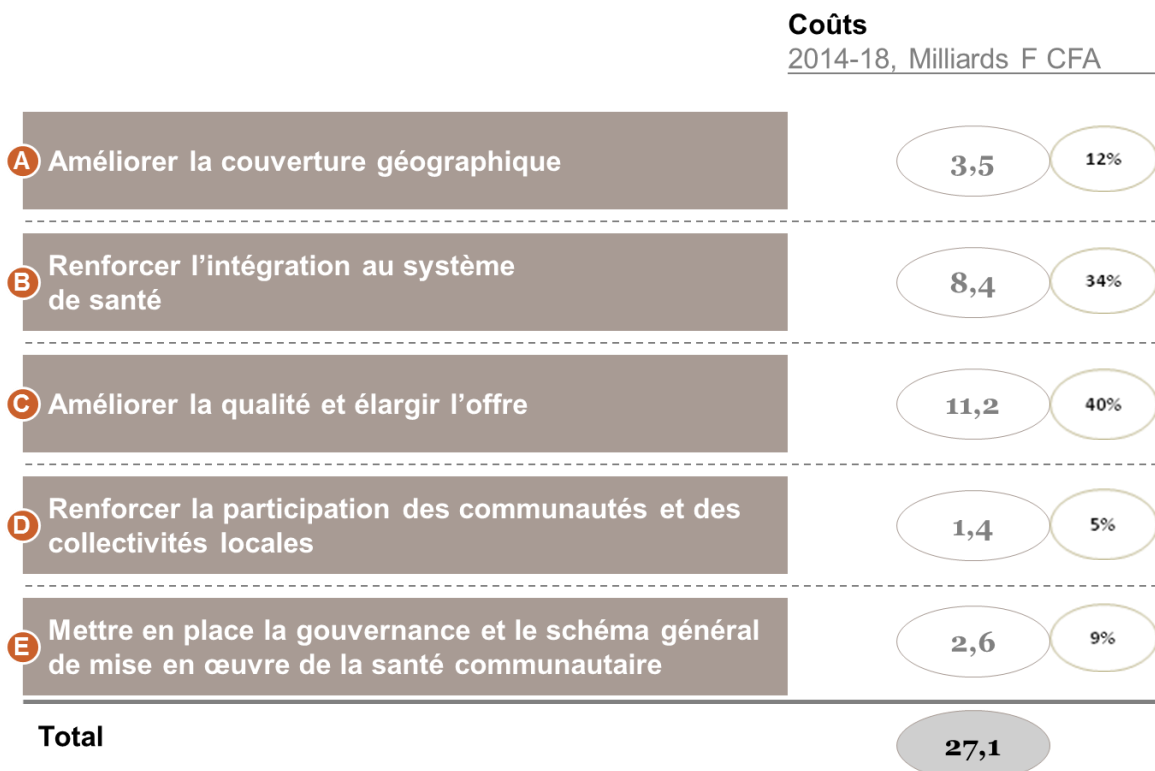 Coûts
2014-18, Milliards F CFA
A Améliorer la couverture géographique 3,5 12%
B Renforcer l’intégration au système
de santé 8,4 34%
C Améliorer la qualité et élargir l’offre 11,2 40%
D Renforcer la participation des communautés et des
collectivités locales 1,4 5%
E Mettre en place la gouvernance et le schéma général
de mise en œuvre de la santé communautaire 2,6 9%
Total 27,1